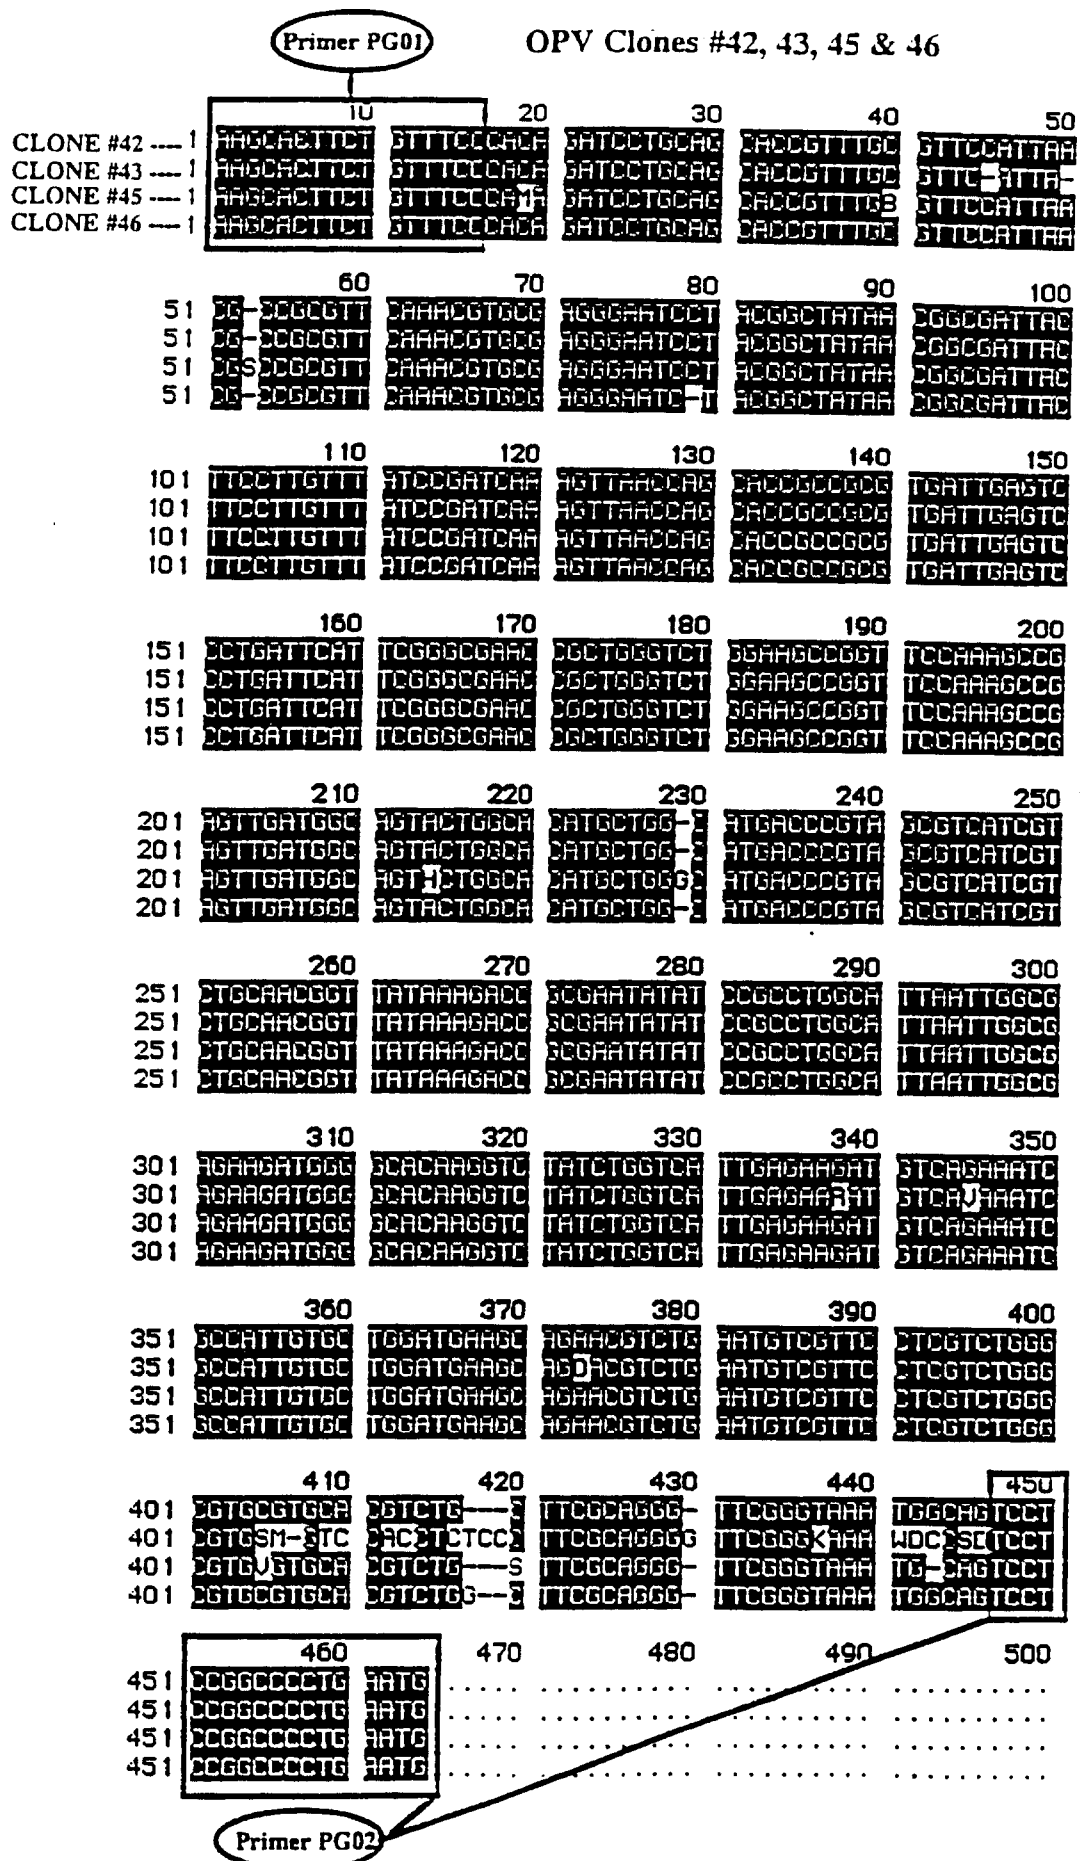 Primer PG01
OPV Clones #42, 43, 45 & 46
10 20 30 40 50
CLONE #42 ---- 1 AAGCACTTCT GTTTCCCACA GATCCTGCAG CACCGTTTGC GTTCCATTAA
CLONE #43 ---- 1 AAGCACTTCT GTTTCCCACA GATCCTGCAG CACCGTTTGC GTTC-ATTA-
CLONE #45 ---- 1 AAGCACTTCT GTTTCCCAMA GATCCTGCAG CACCGTTTGB GTTCCATTAA
CLONE #46 ---- 1 AAGCACTTCT GTTTCCCACA GATCCTGCAG CACCGTTTGC GTTCCATTAA
60 70 80 90 100
51 CG-CCGCGTT CAAACGTGCG AGGGAATCCT ACGGCTATAA CGGCGATTAC
51 CG-CCGCGTT CAAACGTGCG AGGGAATCCT ACGGCTATAA CGGCGATTAC
51 CGSCCGCGTT CAAACGTGCG AGGGAATCCT ACGGCTATAA CGGCGATTAC
51 CG-CCGCGTT CAAACGTGCG AGGGAATC-T ACGGCTATAA CGGCGATTAC
110 120 130 140 150
101 TTCCTTGTTT ATCCGATCAA AGTTAACCAG CACCGCCGCG TGATTGAGTC
101 TTCCTTGTTT ATCCGATCAA AGTTAACCAG CACCGCCGCG TGATTGAGTC
101 TTCCTTGTTT ATCCGATCAA AGTTAACCAG CACCGCCGCG TGATTGAGTC
101 TTCCTTGTTT ATCCGATCAA AGTTAACCAG CACCGCCGCG TGATTGAGTC
160 170 180 190 200
151 CCTGATTCAT TCGGGCGAAC CGCTGGGTCT GGAAGCCGGT TCCAAAGCCG
151 CCTGATTCAT TCGGGCGAAC CGCTGGGTCT GGAAGCCGGT TCCAAAGCCG
151 CCTGATTCAT TCGGGCGAAC CGCTGGGTCT GGAAGCCGGT TCCAAAGCCG
151 CCTGATTCAT TCGGGCGAAC CGCTGGGTCT GGAAGCCGGT TCCAAAGCCG
210 220 230 240 250
201 AGTTGATGGC AGTACTGGCA CATGCTGG-C ATGACCCGTA GCGTCATCGT
201 AGTTGATGGC AGTACTGGCA CATGCTGG-C ATGACCCGTA GCGTCATCGT
201 AGTTGATGGC AGTHCTGGCA CATGCTGGGC ATGACCCGTA GCGTCATCGT
201 AGTTGATGGC AGTACTGGCA CATGCTGG-C ATGACCCGTA GCGTCATCGT
260 270 280 290 300
251 CTGCAACGGT TATAAAGACC GCGAATATAT CCGCCTGGCA TTAATTGGCG
251 CTGCAACGGT TATAAAGACC GCGAATATAT CCGCCTGGCA TTAATTGGCG
251 CTGCAACGGT TATAAAGACC GCGAATATAT CCGCCTGGCA TTAATTGGCG
251 CTGCAACGGT TATAAAGACC GCGAATATAT CCGCCTGGCA TTAATTGGCG
310 320 330 340 350
301 AGAAGATGGG GCACAAGGTC TATCTGGTCA TTGAGAAGAT GTCAGAAATC
301 AGAAGATGGG GCACAAGGTC TATCTGGTCA TTGAGAARAT GTCAVAAATC
301 AGAAGATGGG GCACAAGGTC TATCTGGTCA TTGAGAAGAT GTCAGAAATC
301 AGAAGATGGG GCACAAGGTC TATCTGGTCA TTGAGAAGAT GTCAGAAATC
360 370 380 390 400
351 GCCATTGTGC TGGATGAAGC AGAACGTCTG AATGTCGTTC CTCGTCTGGG
351 GCCATTGTGC TGGATGAAGC AGDACGTCTG AATGTCGTTC CTCGTCTGGG
351 GCCATTGTGC TGGATGAAGC AGAACGTCTG AATGTCGTTC CTCGTCTGGG
351 GCCATTGTGC TGGATGAAGC AGAACGTCTG AATGTCGTTC CTCGTCTGGG
410 420 430 440 450
401 CGTGCGTGCA CGTCTG---C TTCGCAGGG- TTCGGGTAAA TGGCAGTCCT
401 CGTGSM-GTC CACCTCTCCC TTCGCAGGGG TTCGGGKAAA WDCCSCTCCT
401 CGTGVGTGCA CGTCTG---S TTCGCAGGG- TTCGGGTAAA TG-CAGTCCT
401 CGTGCGTGCA CGTCTGG--C TTCGCAGGG- TTCGGGTAAA TGGCAGTCCT
460 470 480 490 500
451 CCGGCCCCTG AATG...... .......... .......... ..........
451 CCGGCCCCTG AATG...... .......... .......... ..........
451 CCGGCCCCTG AATG...... .......... .......... ..........
451 CCGGCCCCTG AATG...... .......... .......... ..........
Primer PG02